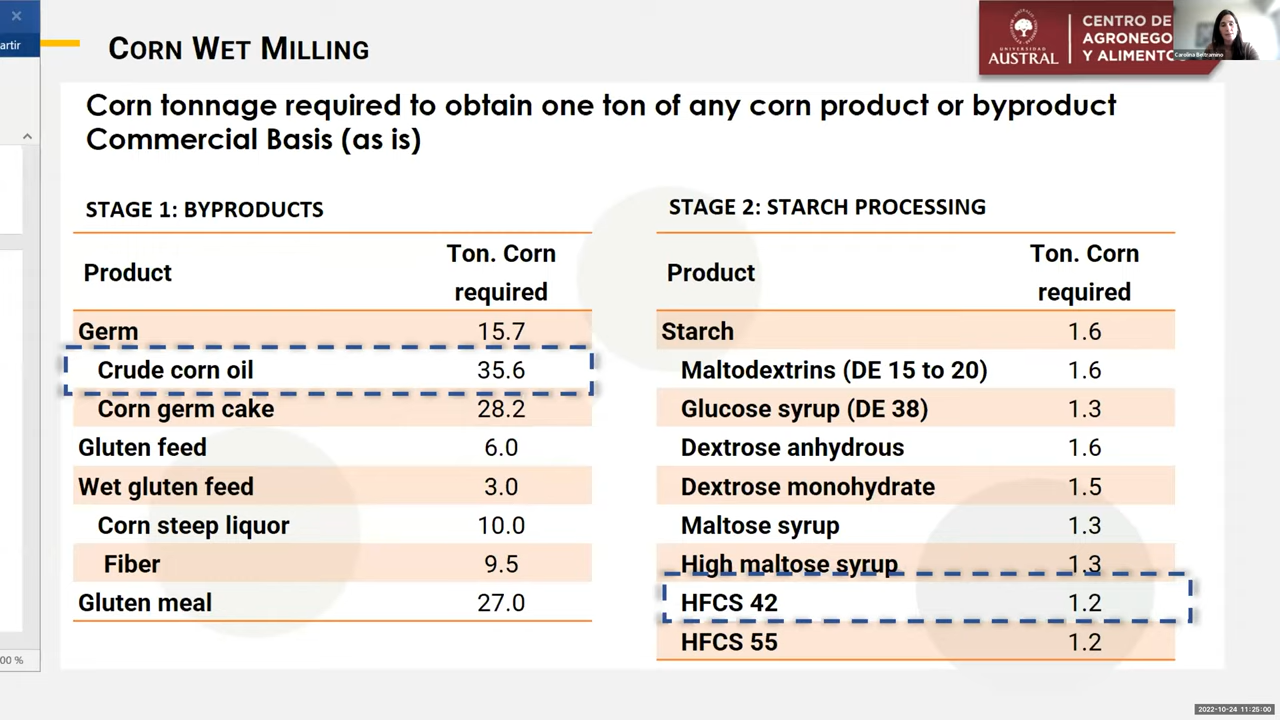 artir
CORN WET MILLING
UNIVERSIDAD
AUSTRAL
CENTRO DE
AGRONEGO
Y ALIMENTO
Carolina Beltramino
Corn tonnage required to obtain one ton of any corn product or byproduct
Commercial Basis (as is)
STAGE 1: BYPRODUCTS
Product Ton. Corn required
Germ 15.7
Crude corn oil 35.6
Corn germ cake 28.2
Gluten feed 6.0
Wet gluten feed 3.0
Corn steep liquor 10.0
Fiber 9.5
Gluten meal 27.0
STAGE 2: STARCH PROCESSING
Product Ton. Corn required
Starch 1.6
Maltodextrins (DE 15 to 20) 1.6
Glucose syrup (DE 38) 1.3
Dextrose anhydrous 1.6
Dextrose monohydrate 1.5
Maltose syrup 1.3
High maltose syrup 1.3
HFCS 42 1.2
HFCS 55 1.2
00 %
2022-10-24 11:25:00